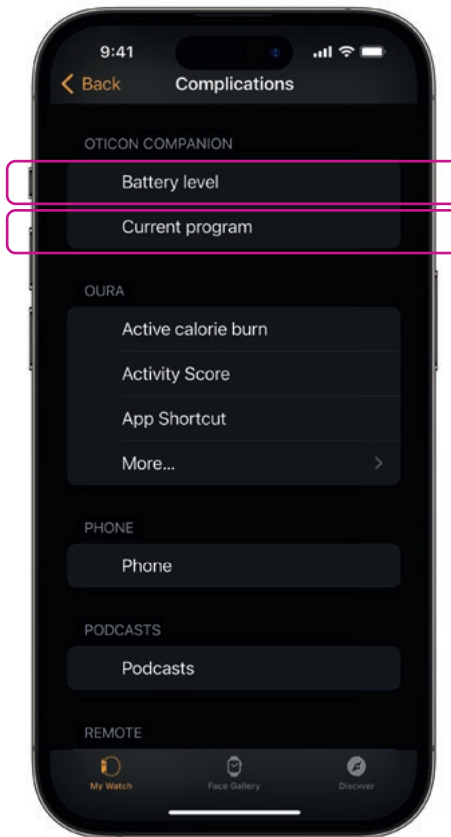 9:41
Back Complications
OTICON COMPANION
Battery level
Current program
OURA
Active calorie burn
Activity Score
App Shortcut
More...
PHONE
Phone
PODCASTS
Podcasts
REMOTE
My Watch Face Gallery Discover